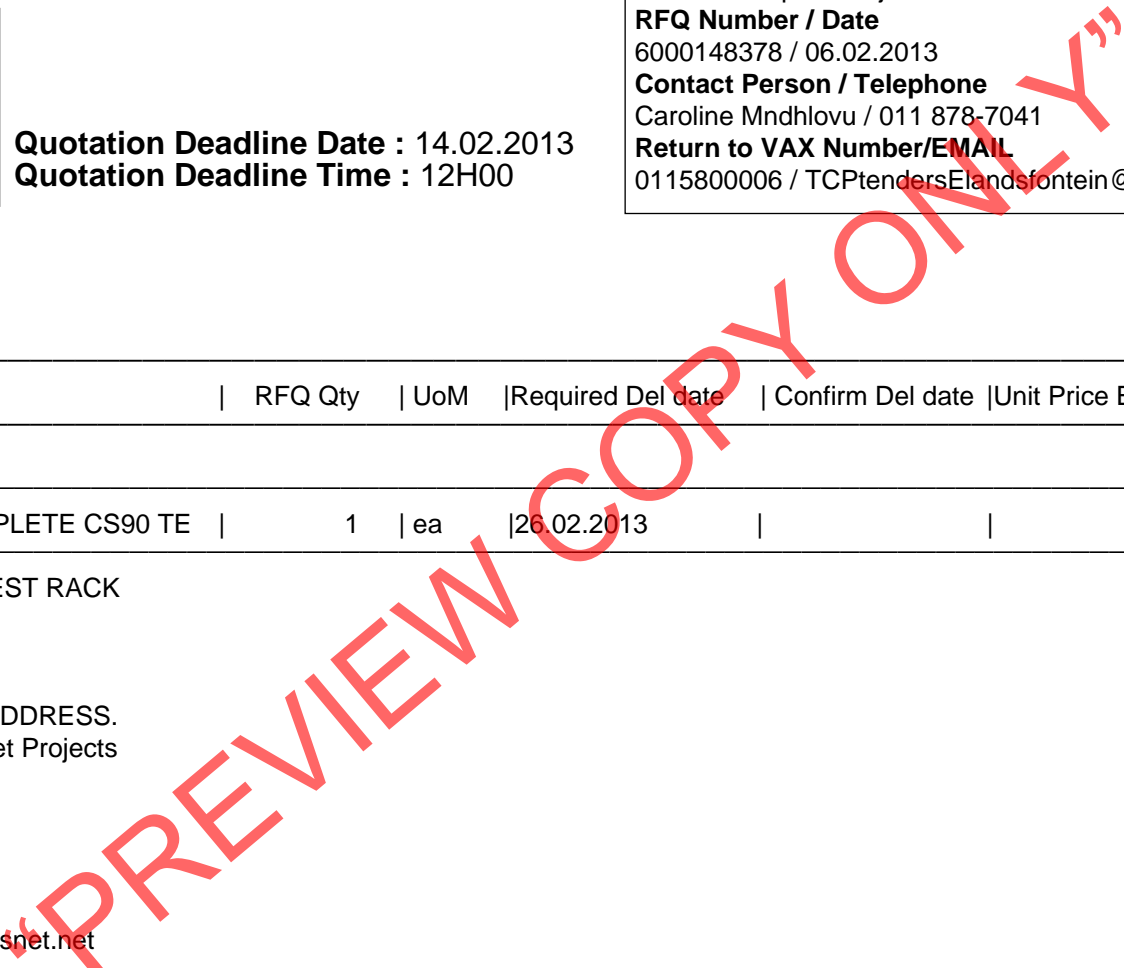 RFQ Number / Date
6000148378 / 06.02.2013
Contact Person / Telephone
Caroline Mndhlovu / 011 878-7041
Return to VAX Number/EMAIL
0115800006 / TCPtendersElandsfontein@
Quotation Deadline Date : 14.02.2013
Quotation Deadline Time : 12H00
| RFQ Qty | UoM |Required Del date | Confirm Del date |Unit Price E
PLETE CS90 TE | 1 | ea |26.02.2013 | |
EST RACK
DDRESS.
et Projects
snet.net
“PREVIEW COPY ONLY”